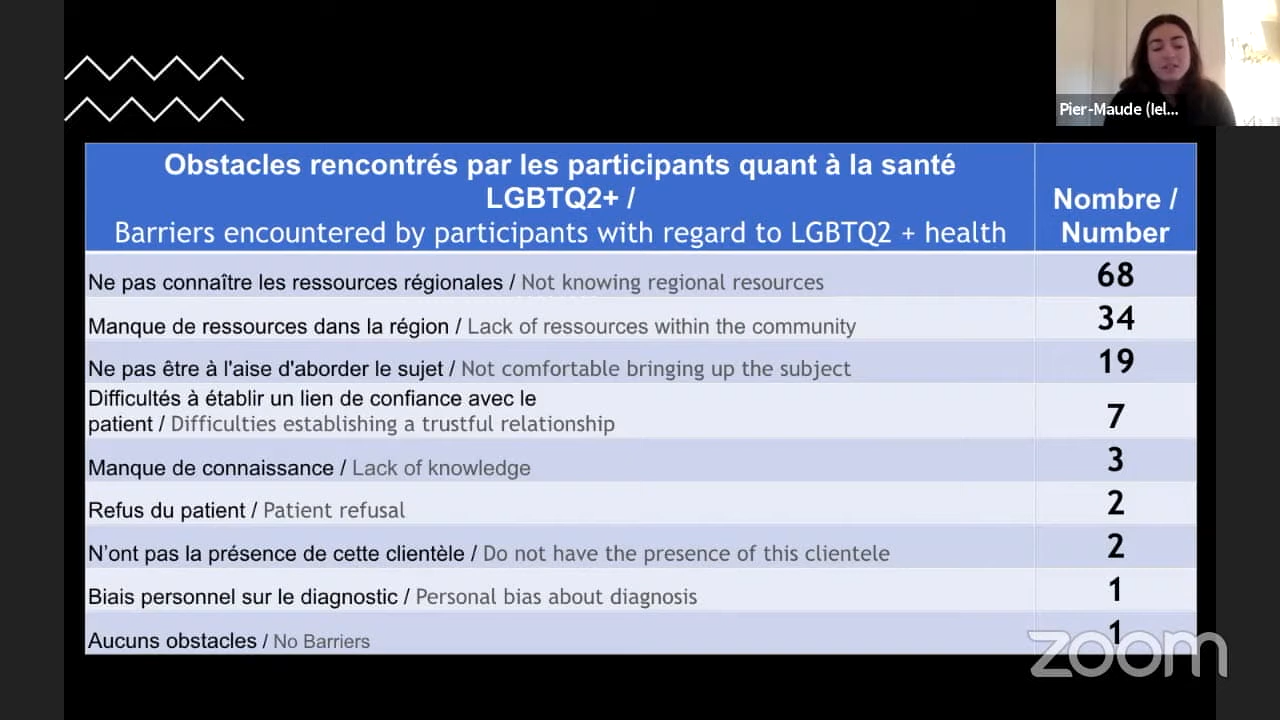 Pier-Maude (Iel...
Obstacles rencontrés par les participants quant à la santé
LGBTQ2+ /
Barriers encountered by participants with regard to LGBTQ2 + health
Nombre /
Number
Ne pas connaître les ressources régionales / Not knowing regional resources
68
Manque de ressources dans la région / Lack of ressources within the community
34
Ne pas être à l'aise d'aborder le sujet / Not comfortable bringing up the subject
19
Difficultés à établir un lien de confiance avec le
patient / Difficulties establishing a trustful relationship
7
Manque de connaissance / Lack of knowledge
3
Refus du patient / Patient refusal
2
N'ont pas la présence de cette clientèle / Do not have the presence of this clientele
2
Biais personnel sur le diagnostic / Personal bias about diagnosis
1
Aucuns obstacles / No Barriers
1
zoom